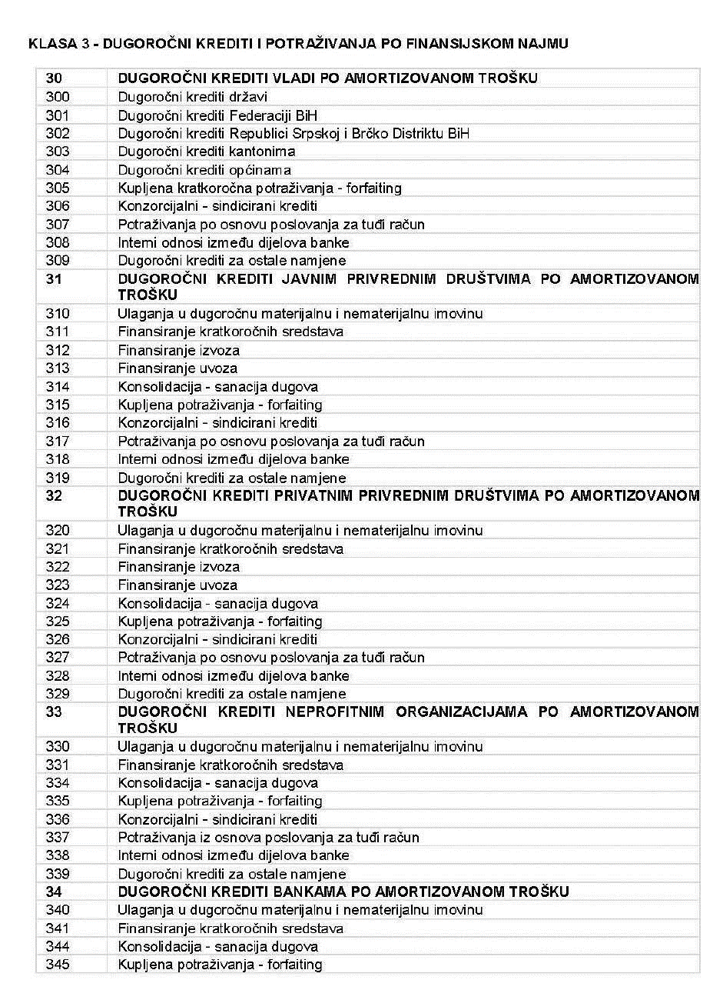 KLASA 3 - DUGOROČNI KREDITI I POTRAŽIVANJA PO FINANSIJSKOM NAJMU
30 DUGOROČNI KREDITI VLADI PO AMORTIZOVANOM TROŠKU
300 Dugoročni krediti državi
301 Dugoročni krediti Federaciji BiH
302 Dugoročni krediti Republici Srpskoj i Brčko Distriktu BiH
303 Dugoročni krediti kantonima
304 Dugoročni krediti općinama
305 Kupljena kratkoročna potraživanja - forfaiting
306 Konzorcijalni - sindicirani krediti
307 Potraživanja po osnovu poslovanja za tuđi račun
308 Interni odnosi između dijelova banke
309 Dugoročni krediti za ostale namjene
31 DUGOROČNI KREDITI JAVNIM PRIVREDNIM DRUŠTVIMA PO AMORTIZOVANOM
TROŠKU
310 Ulaganja u dugoročnu materijalnu i nematerijalnu imovinu
311 Finansiranje kratkoročnih sredstava
312 Finansiranje izvoza
313 Finansiranje uvoza
314 Konsolidacija - sanacija dugova
315 Kupljena potraživanja - forfaiting
316 Konzorcijalni - sindicirani krediti
317 Potraživanja po osnovu poslovanja za tuđi račun
318 Interni odnosi između dijelova banke
319 Dugoročni krediti za ostale namjene
32 DUGOROČNI KREDITI PRIVATNIM PRIVREDNIM DRUŠTVIMA PO AMORTIZOVANOM
TROŠKU
320 Ulaganja u dugoročnu materijalnu i nematerijalnu imovinu
321 Finansiranje kratkoročnih sredstava
322 Finansiranje izvoza
323 Finansiranje uvoza
324 Konsolidacija - sanacija dugova
325 Kupljena potraživanja - forfaiting
326 Konzorcijalni - sindicirani krediti
327 Potraživanja po osnovu poslovanja za tuđi račun
328 Interni odnosi između dijelova banke
329 Dugoročni krediti za ostale namjene
33 DUGOROČNI KREDITI NEPROFITNIM ORGANIZACIJAMA PO AMORTIZOVANOM
TROŠKU
330 Ulaganja u dugoročnu materijalnu i nematerijalnu imovinu
331 Finansiranje kratkoročnih sredstava
334 Konsolidacija - sanacija dugova
335 Kupljena potraživanja - forfaiting
336 Konzorcijalni - sindicirani krediti
337 Potraživanja iz osnova poslovanja za tuđi račun
338 Interni odnosi između dijelova banke
339 Dugoročni krediti za ostale namjene
34 DUGOROČNI KREDITI BANKAMA PO AMORTIZOVANOM TROŠKU
340 Ulaganja u dugoročnu materijalnu i nematerijalnu imovinu
341 Finansiranje kratkoročnih sredstava
344 Konsolidacija - sanacija dugova
345 Kupljena potraživanja - forfaiting